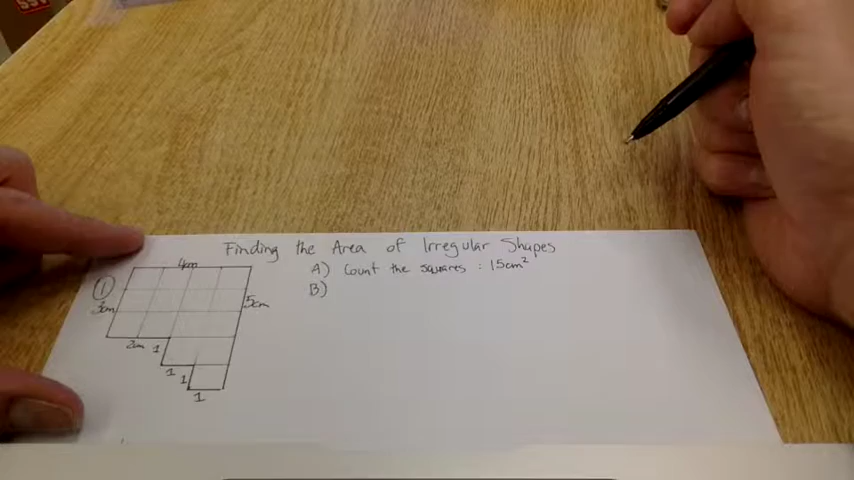 Finding the Area of Irregular Shapes
① 4cm
A) Count the squares : 15cm²
B)
3cm
5cm
2cm 1
1 1
1